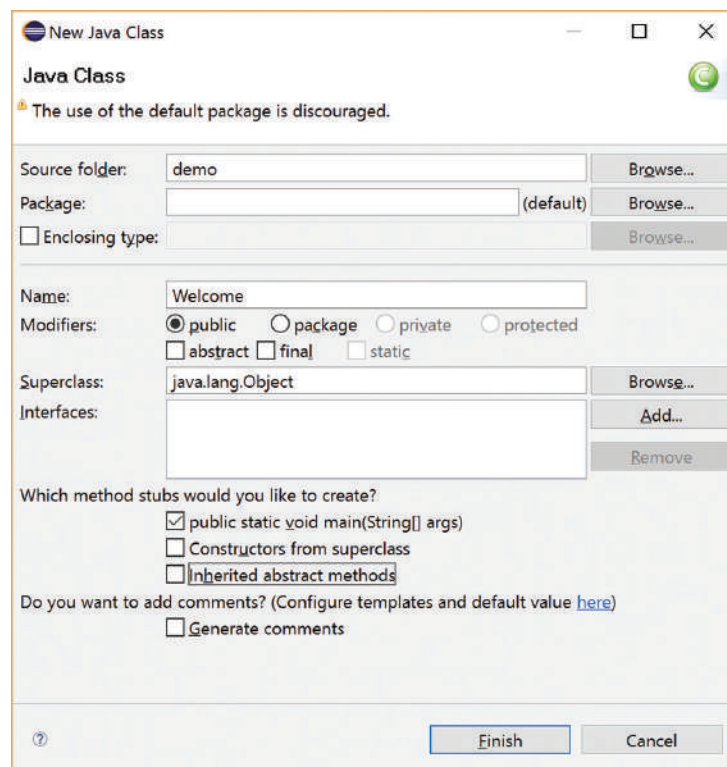 New Java Class
Java Class
The use of the default package is discouraged.
Source folder: demo Browse...
Package: (default) Browse...
Enclosing type: Browse...
Name: Welcome
Modifiers: public package private protected
abstract final static
Superclass: java.lang.Object Browse...
Interfaces: Add...
Remove
Which method stubs would you like to create?
public static void main(String[] args)
Constructors from superclass
Inherited abstract methods
Do you want to add comments? (Configure templates and default value here)
Generate comments
? Finish Cancel